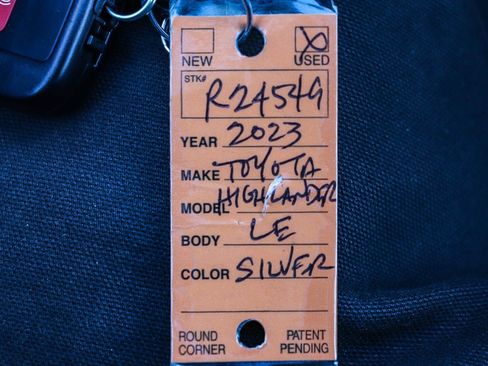 X
NEW USED
STK# R24549
YEAR 2023
MAKE TOYOTA
MODEL HIGHLANDER
BODY LE
COLOR SILVER
ROUND PATENT
CORNER PENDING